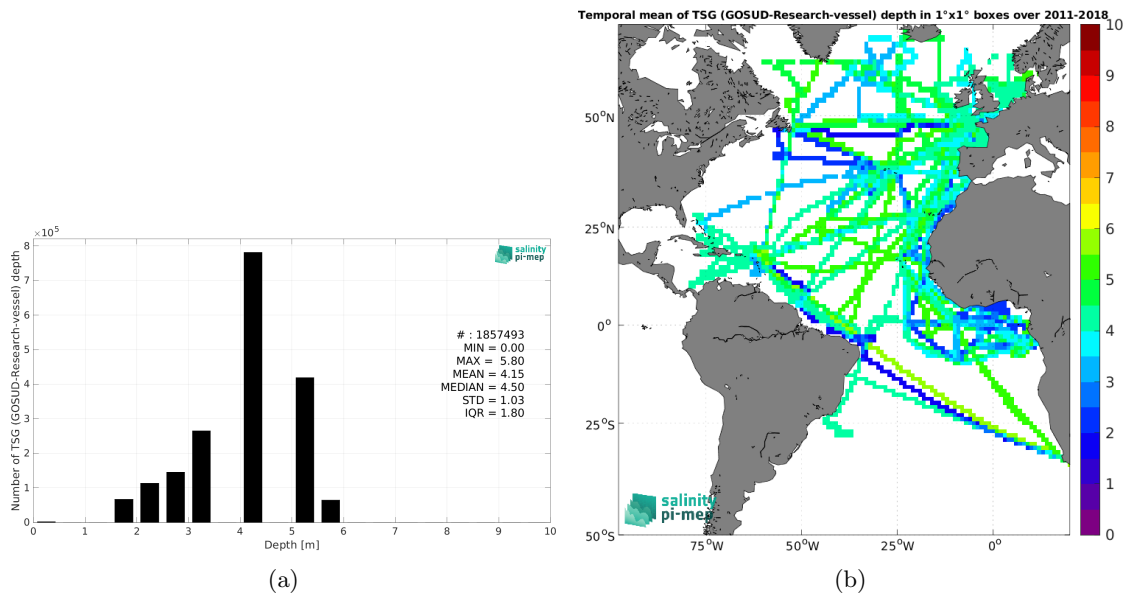 ×10⁵
8
7
6
5
4
3
2
1
0
Number of TSG (GOSUD-Research-vessel) depth
salinity
pi-mep
# : 1857493
MIN = 0.00
MAX = 5.80
MEAN = 4.15
MEDIAN = 4.50
STD = 1.03
IQR = 1.80
0 1 2 3 4 5 6 7 8 9 10
Depth [m]
(a)
Temporal mean of TSG (GOSUD-Research-vessel) depth in 1°x1° boxes over 2011-2018
50°N
25°N
0°
25°S
50°S
75°W 50°W 25°W 0°
salinity
pi-mep
10
9
8
7
6
5
4
3
2
1
0
(b)